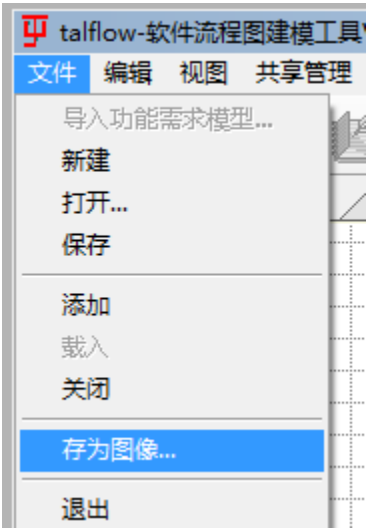 talflow-软件流程图建模工具
文件 编辑 视图 共享管理
导入功能需求模型...
新建
打开...
保存
添加
载入
关闭
存为图像...
退出